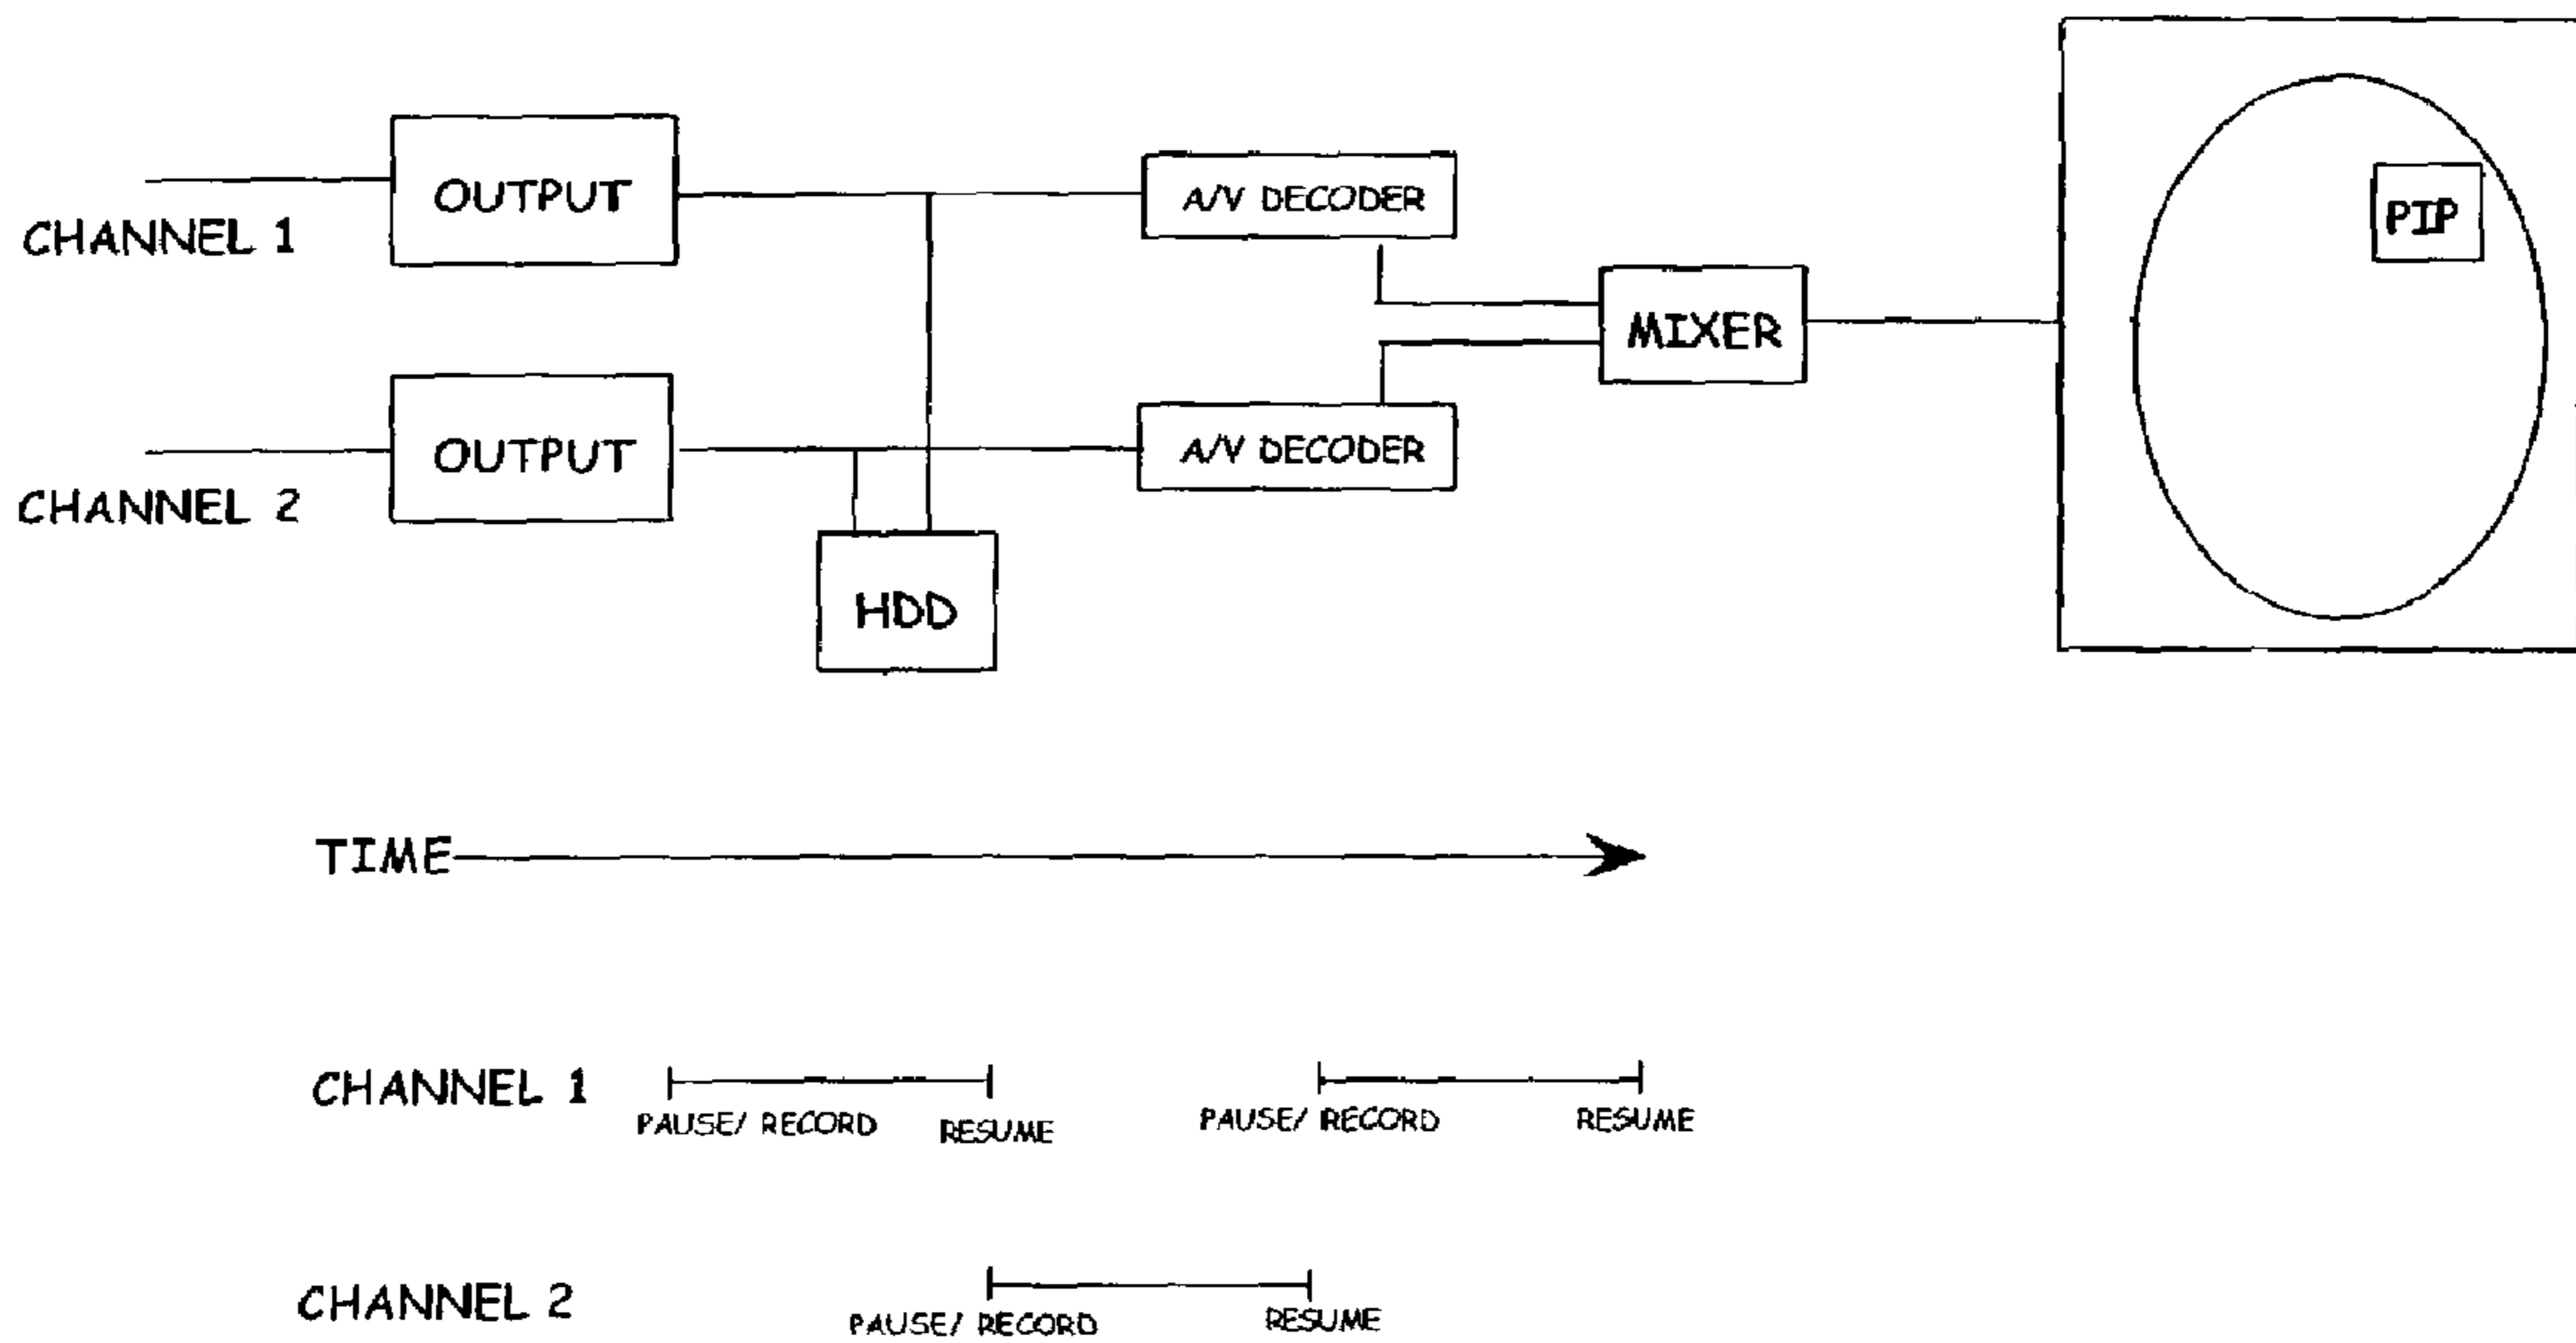 OUTPUT
A/V DECODER
PIP
CHANNEL 1
MIXER
OUTPUT
A/V DECODER
CHANNEL 2
HDD
TIME
CHANNEL 1
PAUSE/ RECORD
RESUME
PAUSE/ RECORD
RESUME
CHANNEL 2
PAUSE/ RECORD
RESUME